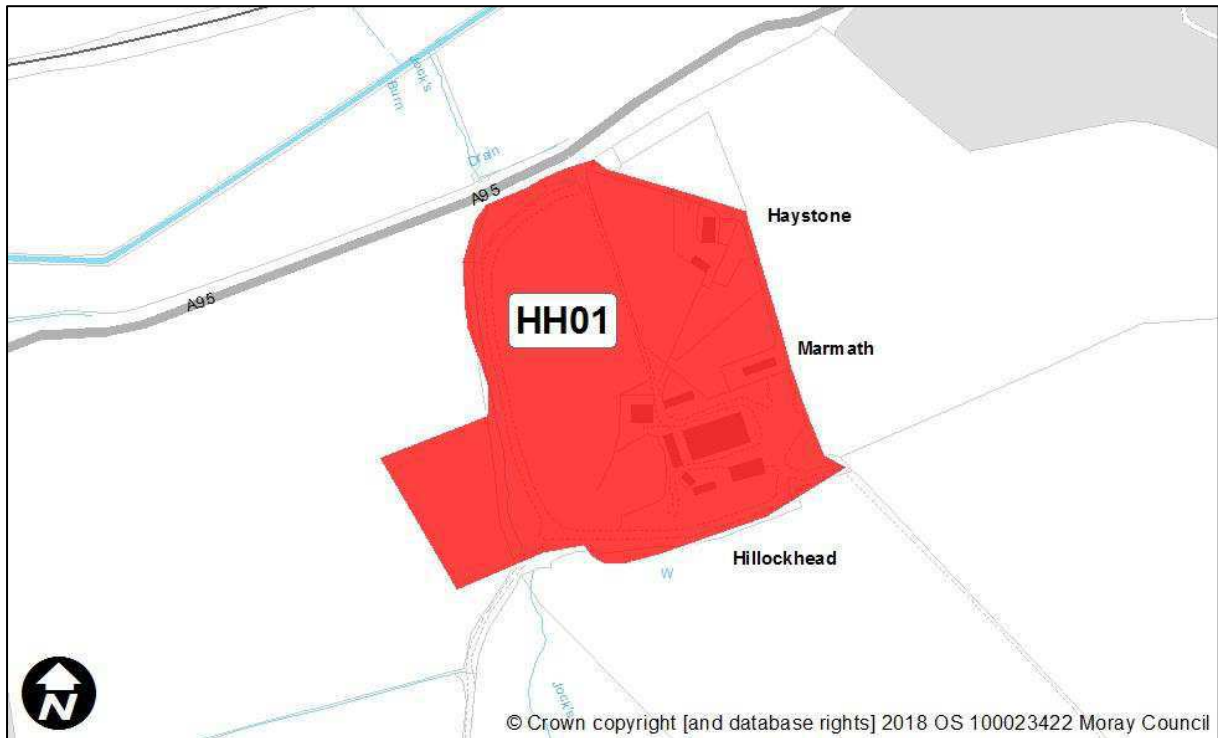 Jock's
Burn
Drain
A95
A95
Haystone
HH01
Marmath
Hillockhead
W
Jock's
N
© Crown copyright [and database rights] 2018 OS 100023422 Moray Council